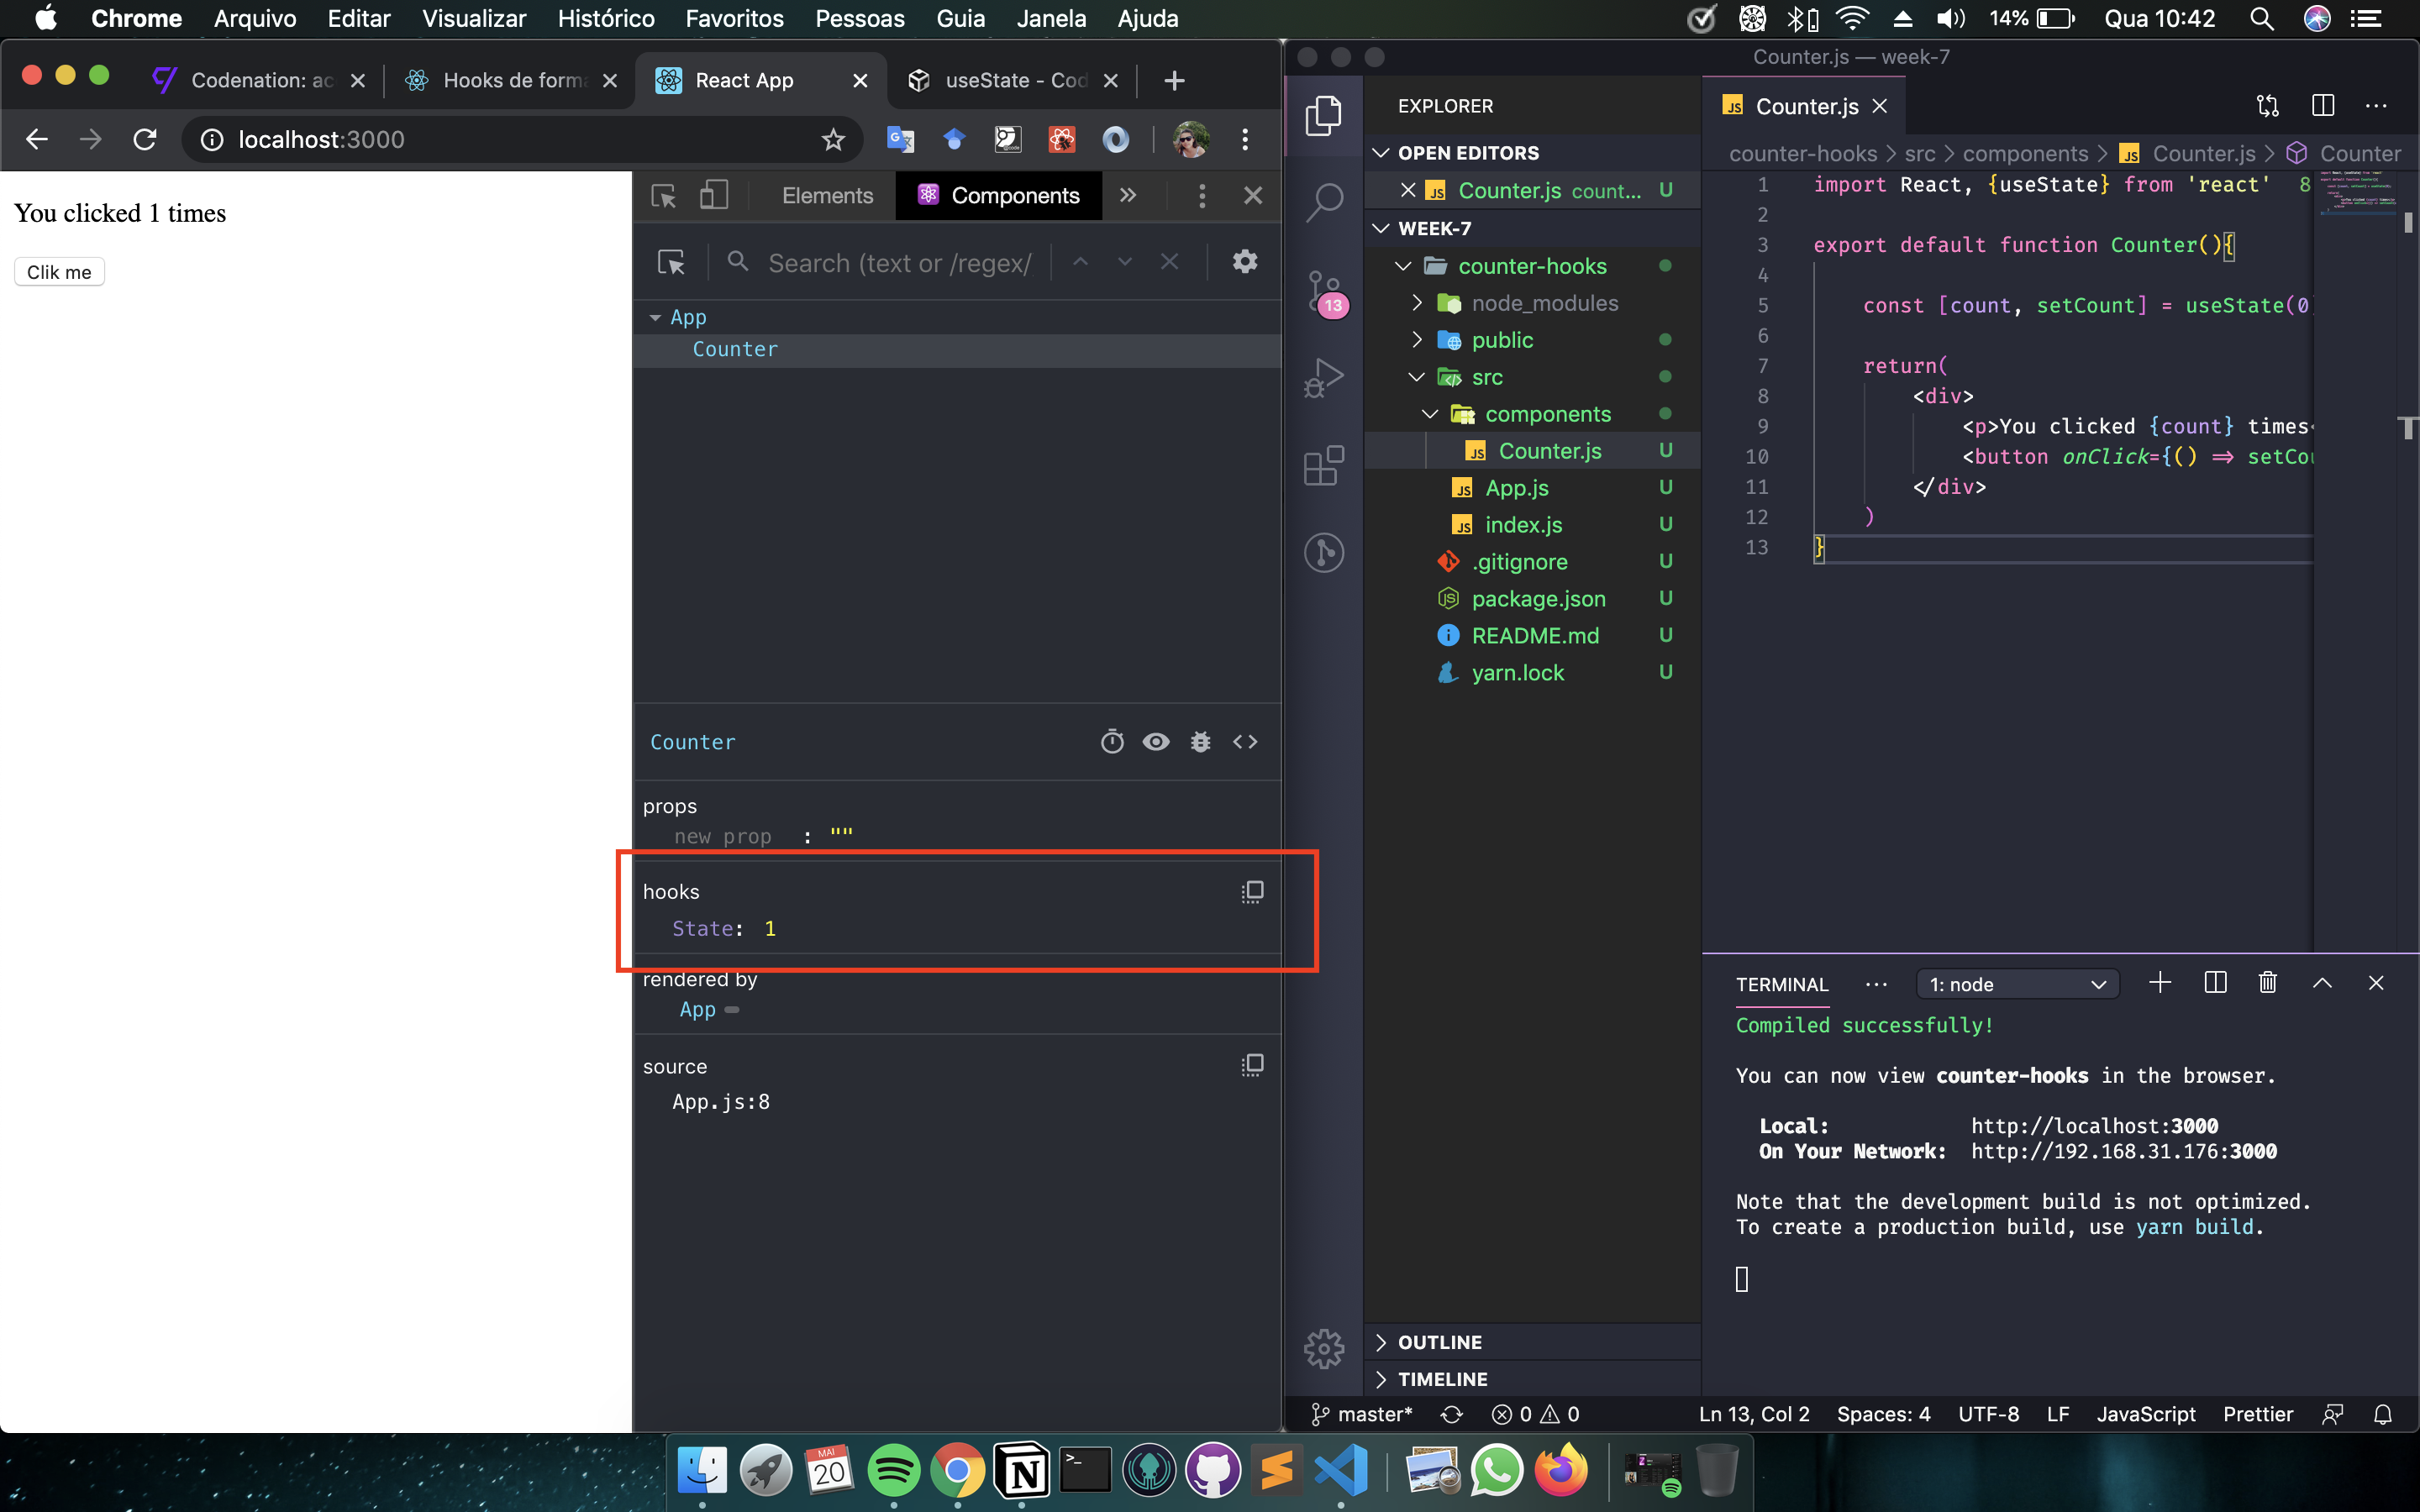 Chrome Arquivo Editar Visualizar Histórico Favoritos Pessoas Guia Janela Ajuda 14% Qua 10:42
Codenation: ac Hooks de forma React App useState - Cod
localhost:3000
You clicked 1 times
Clik me
Elements Components
Search (text or /regex/
App
Counter
Counter
props
new prop : ""
hooks
State: 1
rendered by
App
source
App.js:8
Counter.js — week-7
EXPLORER
OPEN EDITORS
Counter.js count... U
WEEK-7
counter-hooks
node_modules
public
src
components
Counter.js U
App.js U
index.js U
.gitignore U
package.json U
README.md U
yarn.lock U
OUTLINE
TIMELINE
13
Counter.js
counter-hooks > src > components > JS Counter.js > Counter
1 import React, {useState} from 'react' 8
2
3 export default function Counter(){
4
5 const [count, setCount] = useState(0
6
7 return(
8 <div>
9 <p>You clicked {count} times<
10 <button onClick={() => setCou
11 </div>
12 )
13 }
TERMINAL ... 1: node
Compiled successfully!
You can now view counter-hooks in the browser.
Local: http://localhost:3000
On Your Network: http://192.168.31.176:3000
Note that the development build is not optimized.
To create a production build, use yarn build.
master* 0 0 Ln 13, Col 2 Spaces: 4 UTF-8 LF JavaScript Prettier
MAI
20